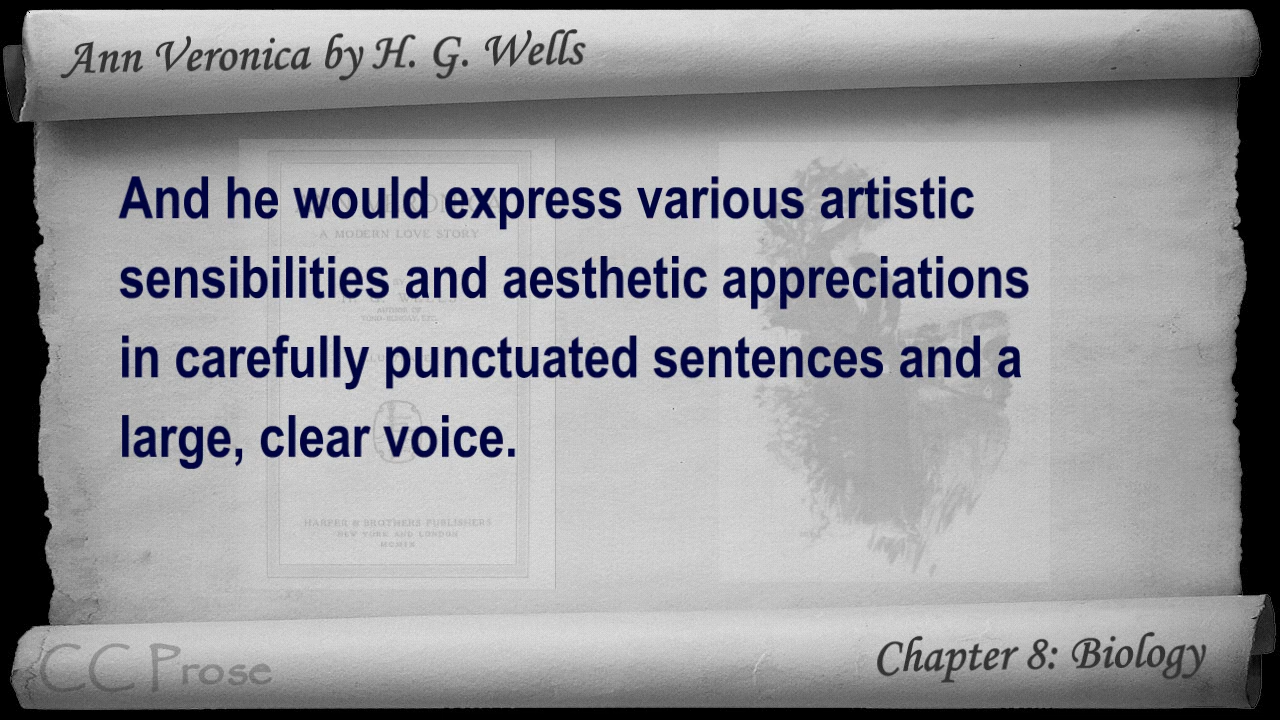 Ann Veronica by H. G. Wells
And he would express various artistic
sensibilities and aesthetic appreciations
in carefully punctuated sentences and a
large, clear voice.
A MODERN LOVE STORY
HARPER & BROTHERS PUBLISHERS
NEW YORK AND LONDON
MCMIX
CC Prose
Chapter 8: Biology